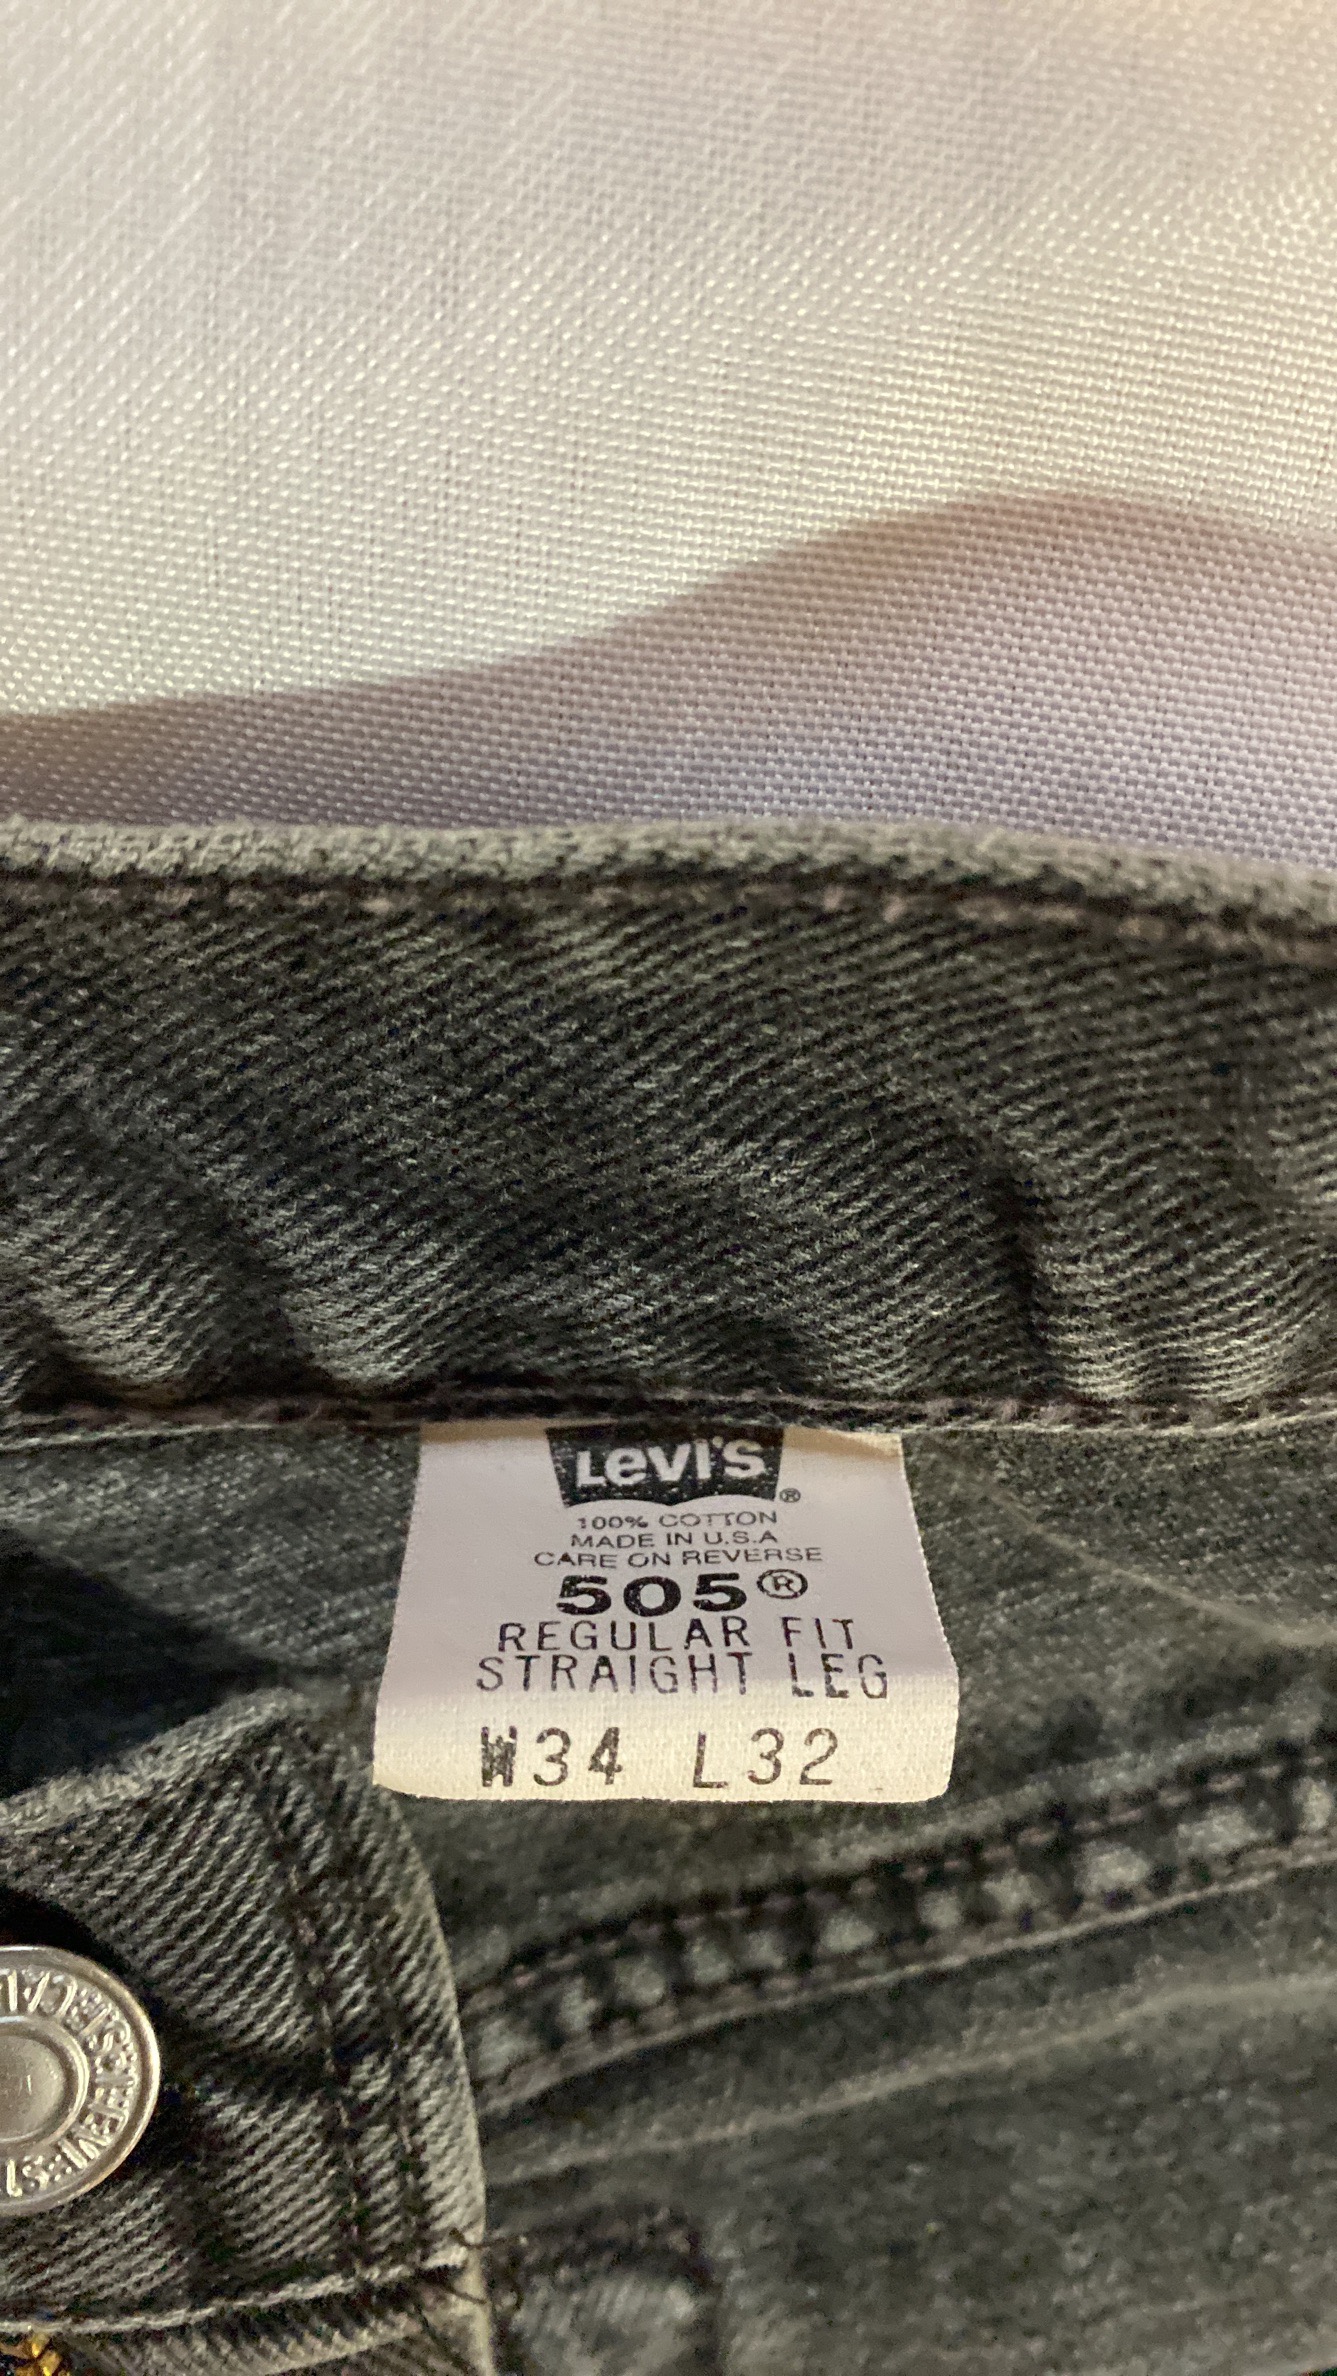 Levi's®
100% COTTON
MADE IN U.S.A
CARE ON REVERSE
505®
REGULAR FIT
STRAIGHT LEG
W34 L32